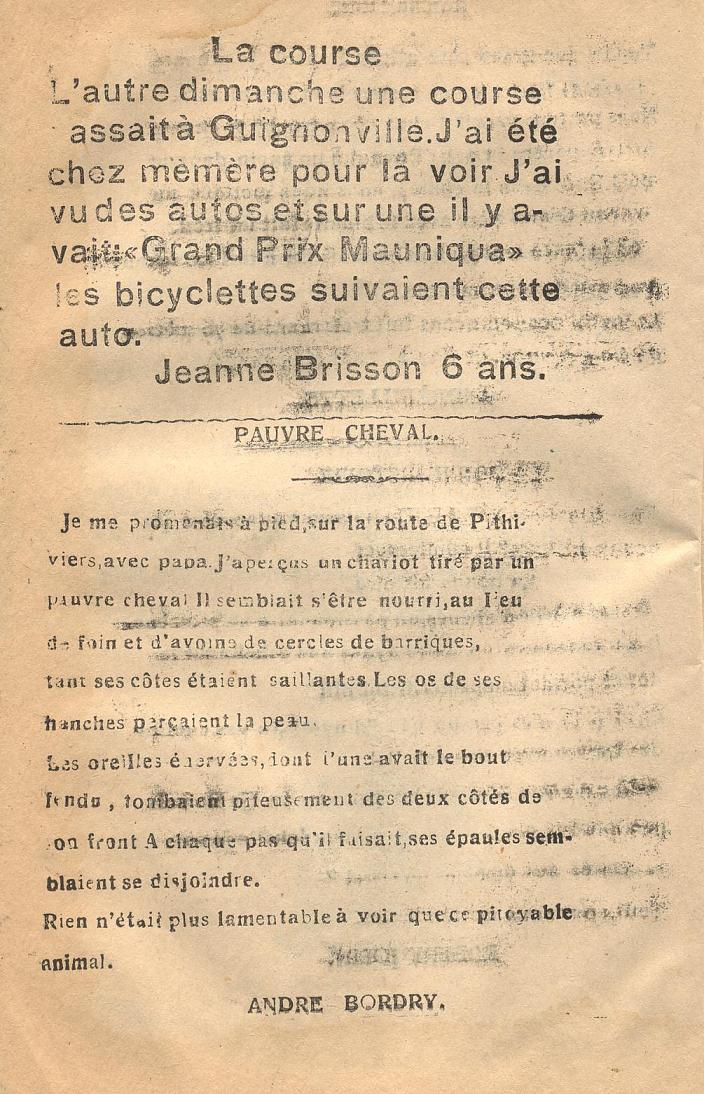 La course
L'autre dimanche une course
assait à Guignonville.J'ai été
chez mèmère pour la voir J'ai
vu des autos et sur une il y a-
vait «Grand Prix Mauniqua»
les bicyclettes suivaient cette
auto.
Jeanne Brisson 6 ans.
PAUVRE CHEVAL.
Je me promenais à pied,sur la route de Pithi-
viers,avec papa.J'aperçus un chariot tiré par un
pauvre cheval Il semblait s'être nourri,au lieu
de foin et d'avoine de cercles de barriques,
tant ses côtes étaient saillantes.Les os de ses
hanches perçaient la peau.
Les oreilles énervées,dont l'une avait le bout
fendu , tombaient piteusement des deux côtés de
on front A chaque pas qu'il faisait,ses épaules sem-
blaient se disjoindre.
Rien n'était plus lamentable à voir que ce pitoyable
animal.
ANDRE BORDRY.